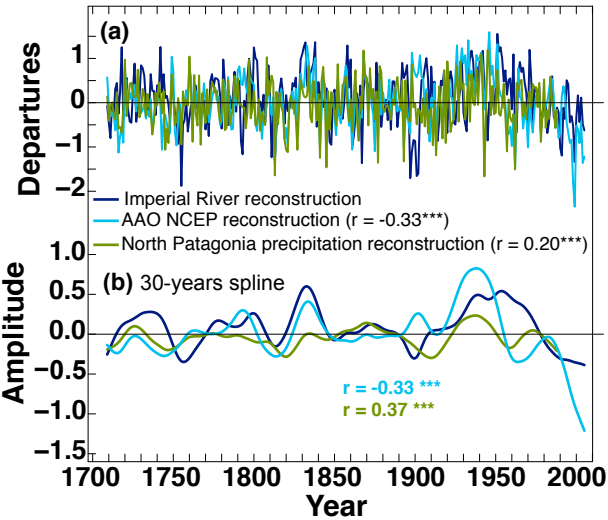 (a)
Departures
1
0
−1
−2
Imperial River reconstruction
AAO NCEP reconstruction (r = -0.33***)
North Patagonia precipitation reconstruction (r = 0.20***)
(b) 30-years spline
Amplitude
1.0
0.5
0.0
−0.5
−1.0
−1.5
r = -0.33 ***
r = 0.37 ***
1700 1750 1800 1850 1900 1950 2000
Year